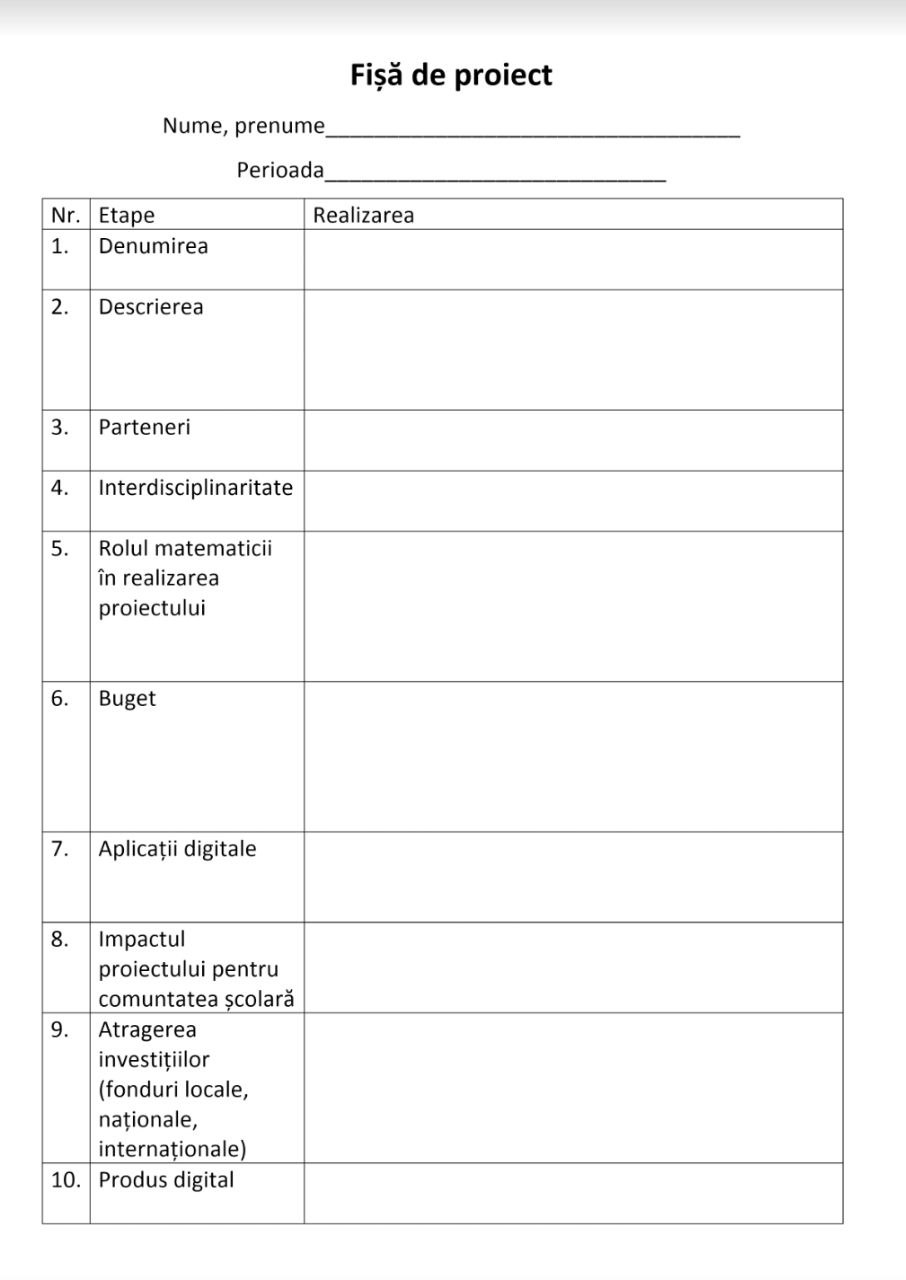 Fișă de proiect
Nume, prenume__________________________________
Perioada____________________________
Nr. Etape Realizarea
1. Denumirea
2. Descrierea
3. Parteneri
4. Interdisciplinaritate
5. Rolul matematicii
în realizarea
proiectului
6. Buget
7. Aplicații digitale
8. Impactul
proiectului pentru
comuntatea școlară
9. Atragerea
investițiilor
(fonduri locale,
naționale,
internaționale)
10. Produs digital